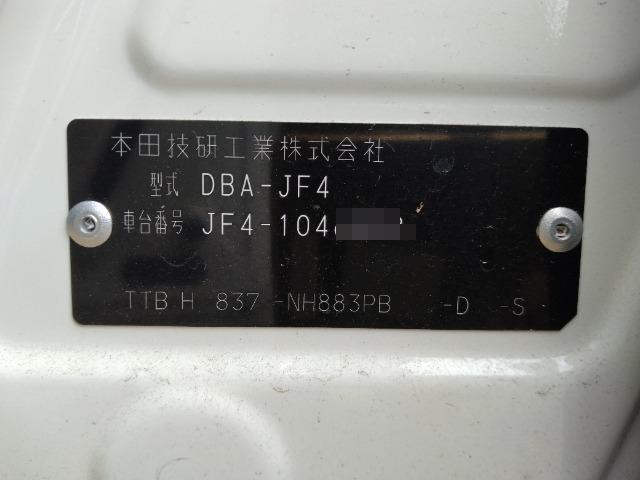 本田技研工業株式会社
型式 DBA-JF4
車台番号 JF4-104
TTB H 837 -NH883PB -D -S